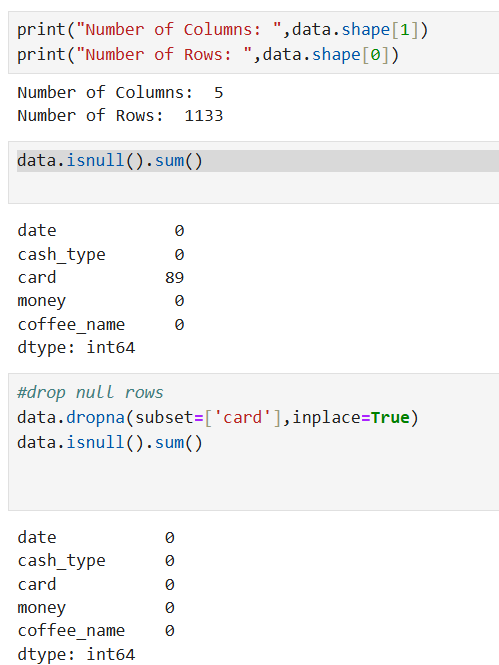 print("Number of Columns: ",data.shape[1])
print("Number of Rows: ",data.shape[0])
Number of Columns:  5
Number of Rows:  1133
data.isnull().sum()
date            0
cash_type       0
card           89
money           0
coffee_name     0
dtype: int64
#drop null rows
data.dropna(subset=['card'],inplace=True)
data.isnull().sum()
date           0
cash_type      0
card           0
money          0
coffee_name    0
dtype: int64